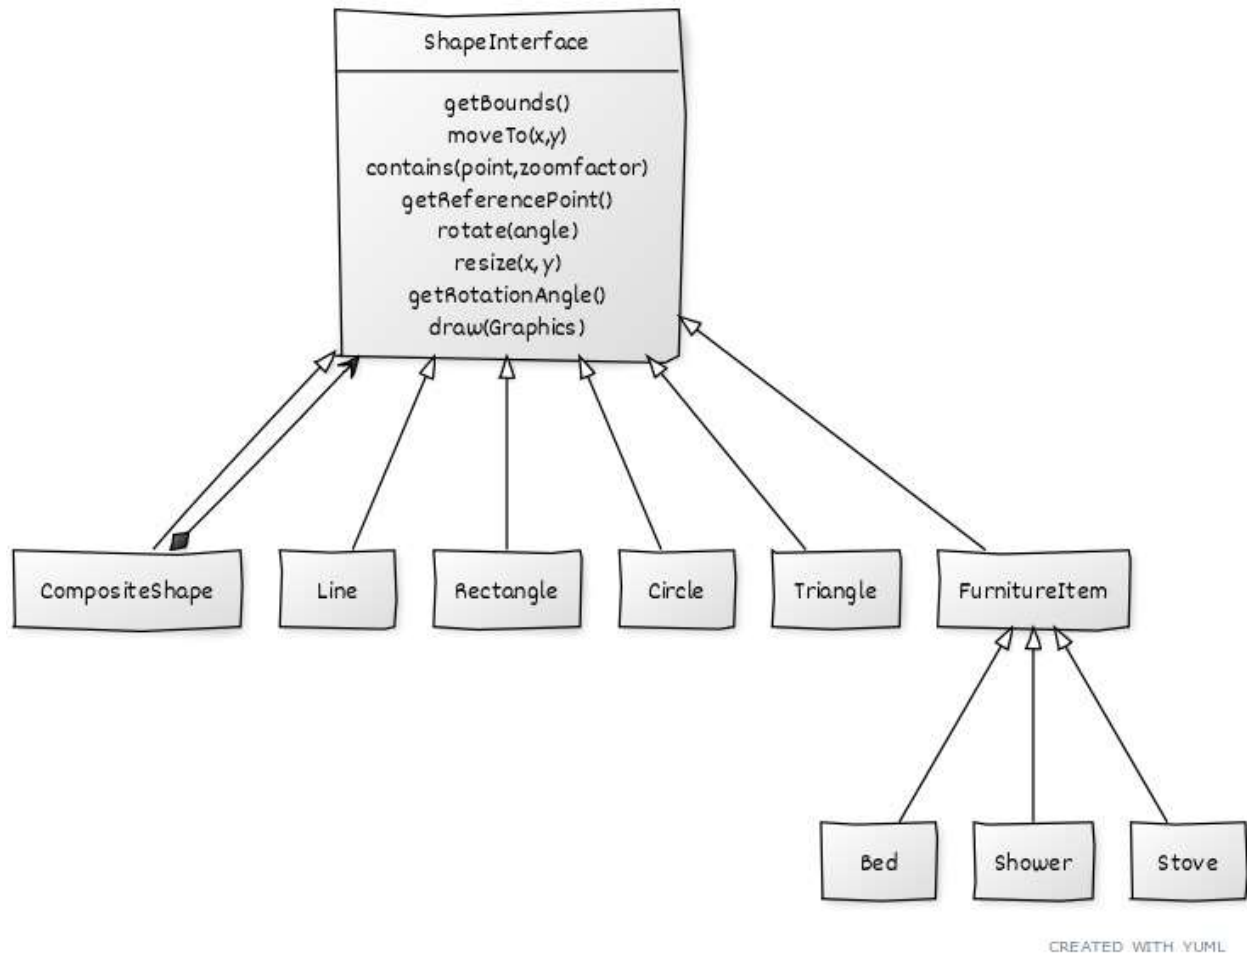 ShapeInterface
getBounds()
moveTo(x,y)
contains(point,zoomfactor)
getReferencePoint()
rotate(angle)
resize(x,y)
getRotationAngle()
draw(Graphics)
CompositeShape
Line
Rectangle
Circle
Triangle
FurnitureItem
Bed
Shower
Stove
CREATED WITH YUML